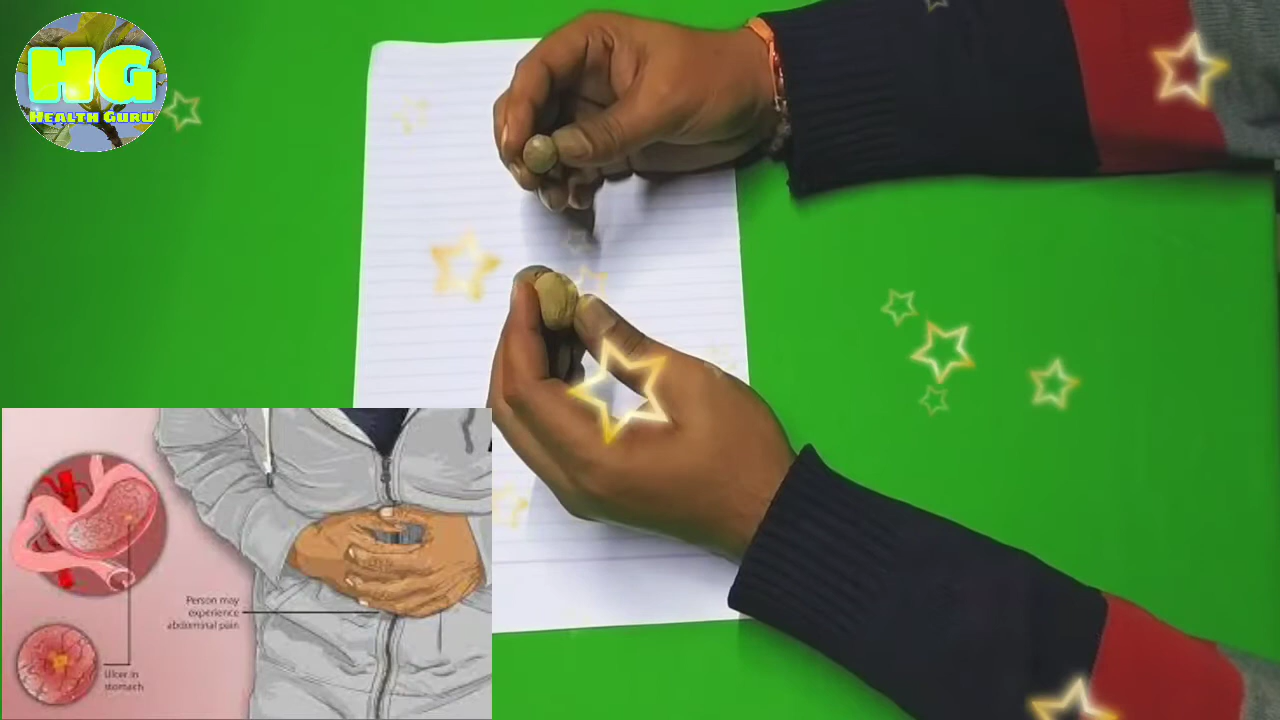 HG
HEALTH GURU
Person may
experience
abdominal pain
Ulcer in
stomach